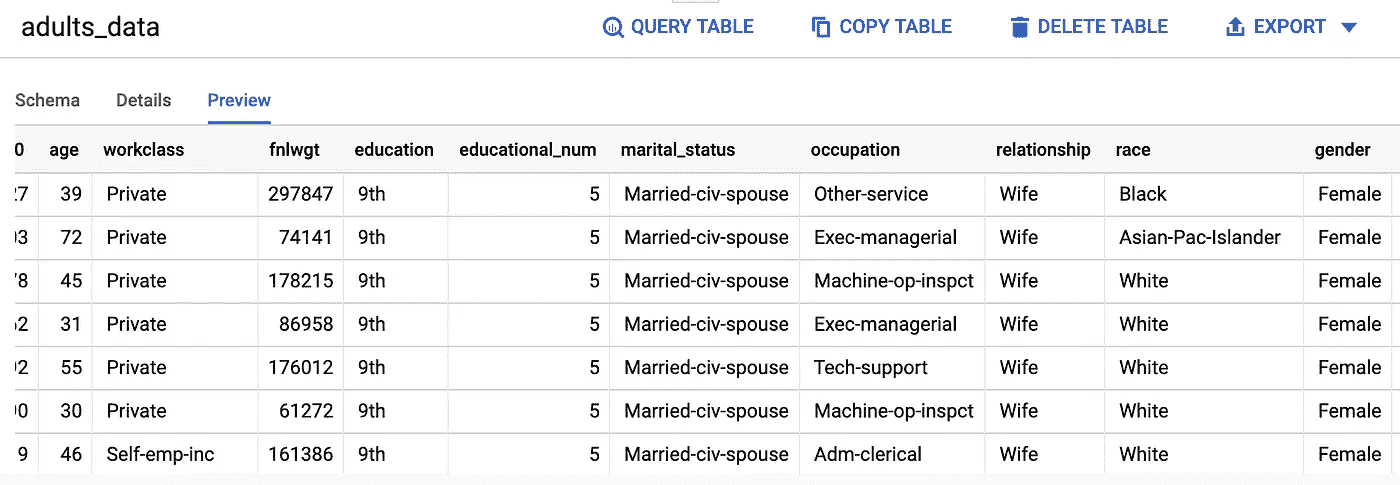 adults_data QUERY TABLE COPY TABLE DELETE TABLE EXPORT
Schema Details Preview
0 age workclass fnlwgt education educational_num marital_status occupation relationship race gender
27 39 Private 297847 9th 5 Married-civ-spouse Other-service Wife Black Female
03 72 Private 74141 9th 5 Married-civ-spouse Exec-managerial Wife Asian-Pac-Islander Female
78 45 Private 178215 9th 5 Married-civ-spouse Machine-op-inspct Wife White Female
62 31 Private 86958 9th 5 Married-civ-spouse Exec-managerial Wife White Female
92 55 Private 176012 9th 5 Married-civ-spouse Tech-support Wife White Female
90 30 Private 61272 9th 5 Married-civ-spouse Machine-op-inspct Wife White Female
9 46 Self-emp-inc 161386 9th 5 Married-civ-spouse Adm-clerical Wife White Female